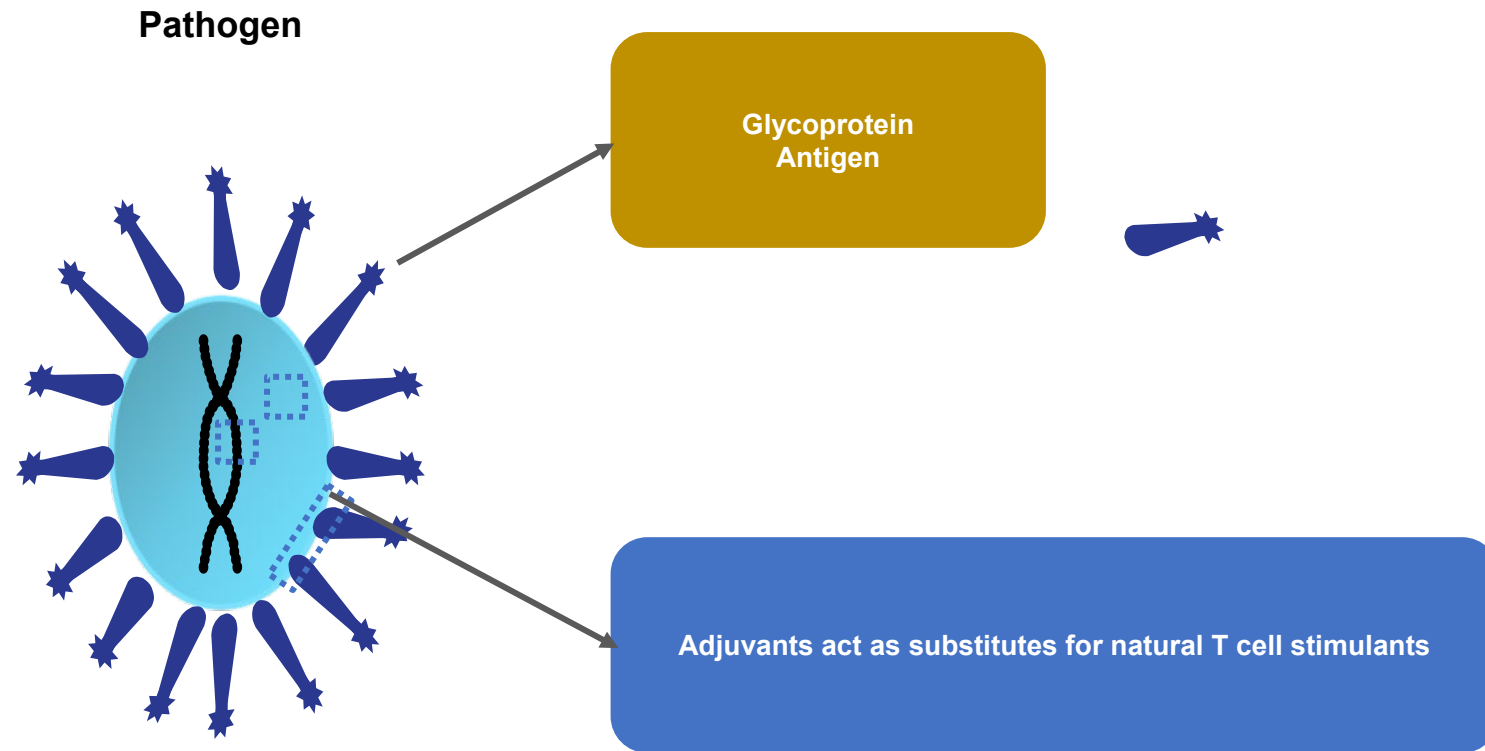 Pathogen
Glycoprotein
Antigen
Adjuvants act as substitutes for natural T cell stimulants